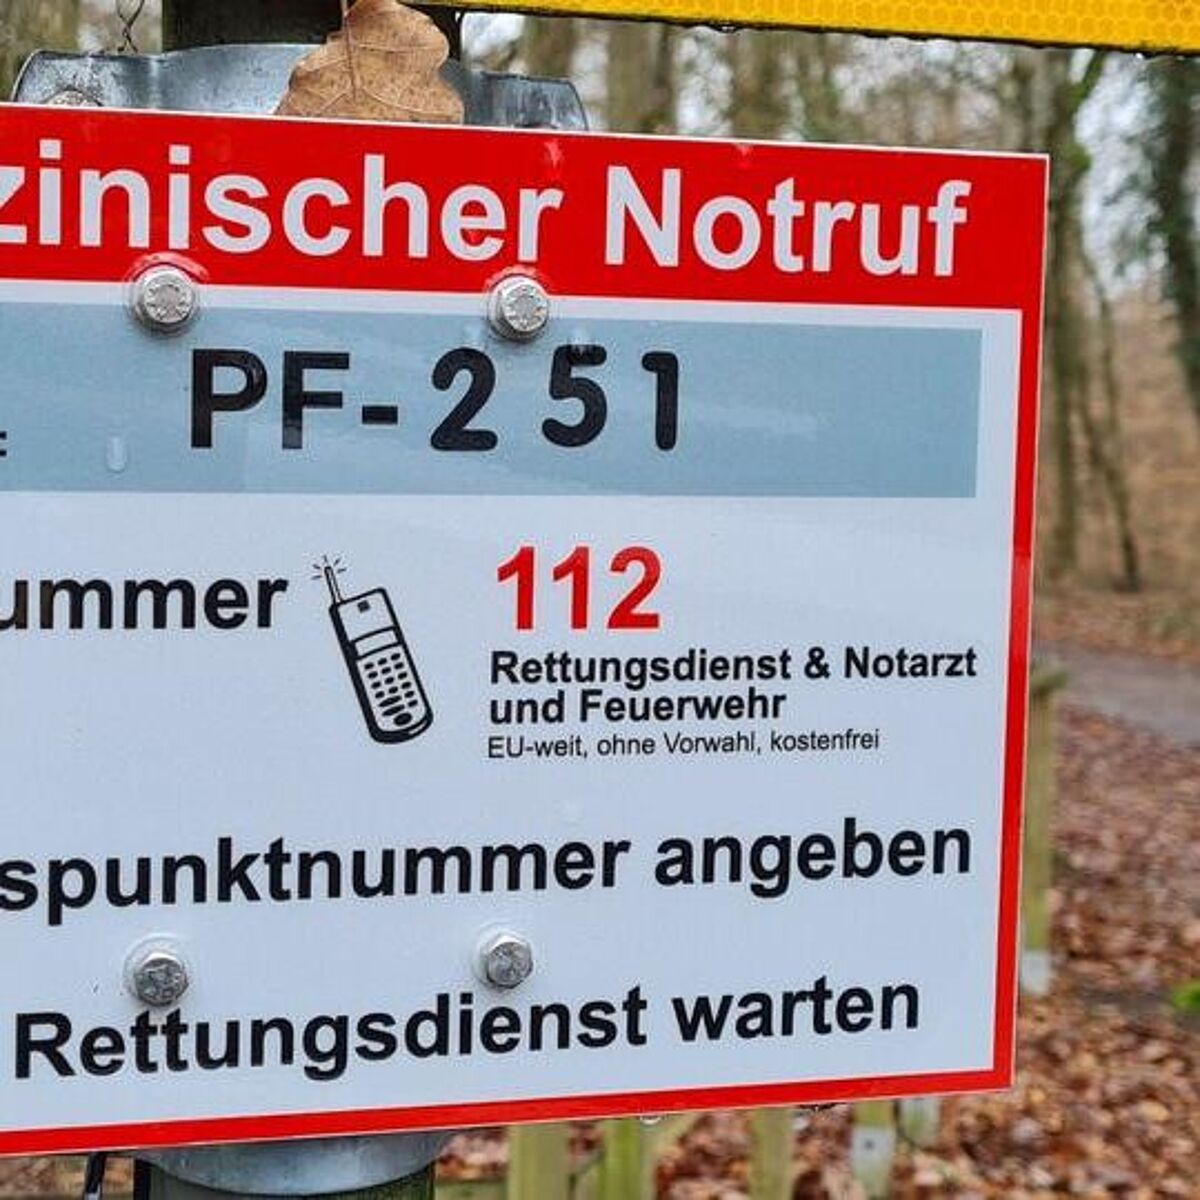 zinischer Notruf
PF-251
ummer
112
Rettungsdienst & Notarzt
und Feuerwehr
EU-weit, ohne Vorwahl, kostenfrei
spunktnummer angeben
Rettungsdienst warten